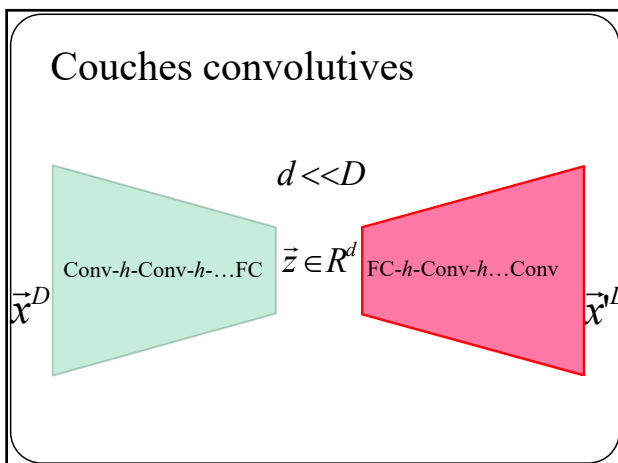 Couches convolutives
d << D
Conv-h-Conv-h-…FC
z⃗ ∈ R^d
FC-h-Conv-h…Conv
x⃗^D
x⃗'